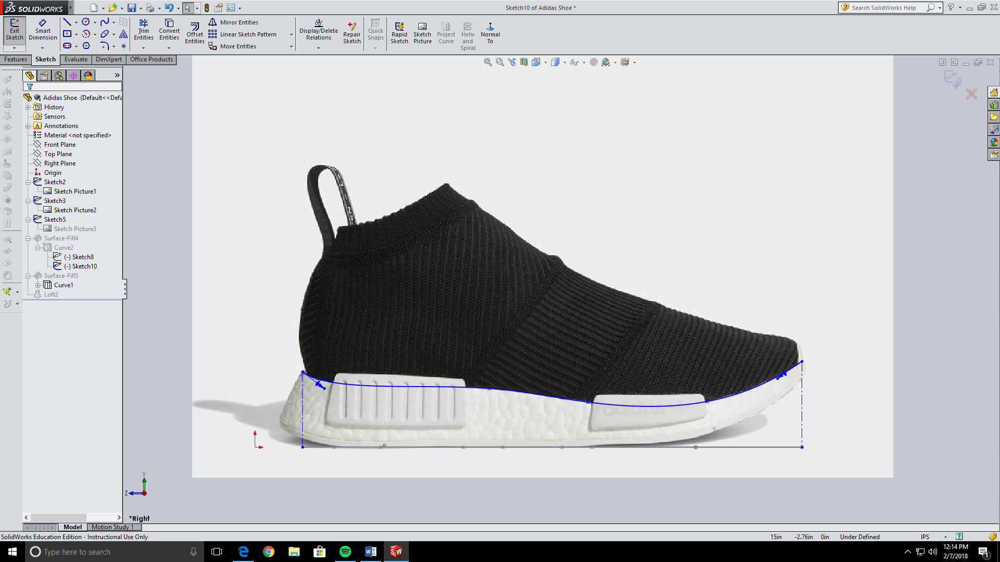 SOLIDWORKS
Sketch10 of Adidas Shoe *
Search SolidWorks Help
Exit Sketch
Smart Dimension
Trim Entities
Convert Entities
Offset Entities
Mirror Entities
Linear Sketch Pattern
Move Entities
Display/Delete Relations
Repair Sketch
Quick Snaps
Rapid Sketch
Sketch Picture
Project Curve
Helix and Spiral
Normal To
Features
Sketch
Evaluate
DimXpert
Office Products
Adidas Shoe (Default<<Defa
History
Sensors
Annotations
Material <not specified>
Front Plane
Top Plane
Right Plane
Origin
Sketch2
Sketch Picture1
Sketch3
Sketch Picture2
Sketch5
Sketch Picture3
Surface-Fill4
Curve2
(-) Sketch8
(-) Sketch10
Surface-Fill5
Curve1
Loft2
adidas
Y
Z
*Right
Model
Motion Study 1
SolidWorks Education Edition - Instructional Use Only
15in
-2.76in
0in
Under Defined
IPS
Type here to search
12:14 PM
2/7/2018
1